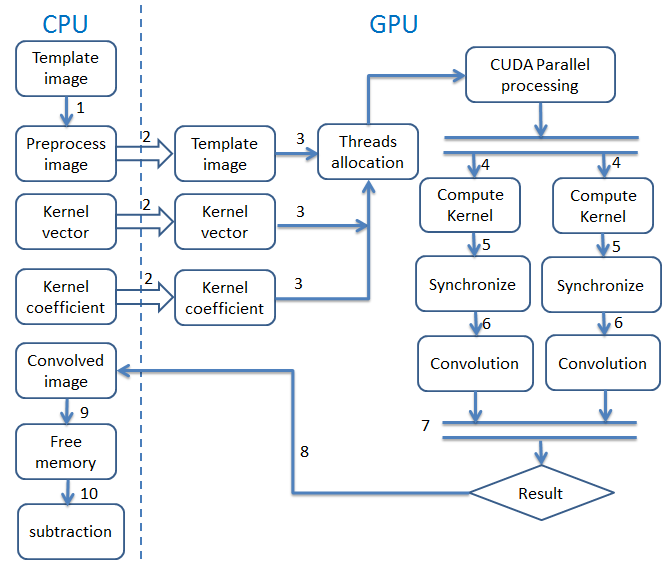 CPU
GPU
Template
image
1
Preprocess
image
2
Template
image
3
Threads
allocation
CUDA Parallel
processing
Kernel
vector
2
Kernel
vector
3
Kernel
coefficient
2
Kernel
coefficient
3
4
4
Compute
Kernel
Compute
Kernel
5
5
Synchronize
Synchronize
6
6
Convolution
Convolution
7
Result
8
Convolved
image
9
Free
memory
10
subtraction